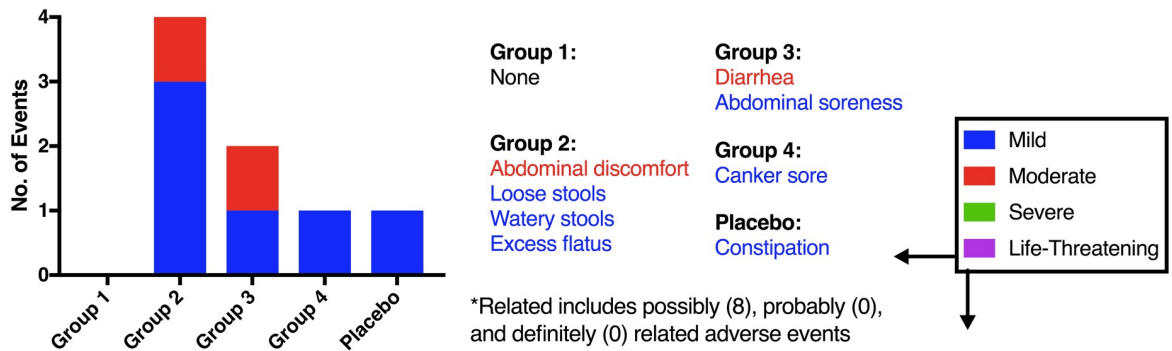 No. of Events
4
3
2
1
0
Group 1
Group 2
Group 3
Group 4
Placebo
Group 1:
None
Group 2:
Abdominal discomfort
Loose stools
Watery stools
Excess flatus
Group 3:
Diarrhea
Abdominal soreness
Group 4:
Canker sore
Placebo:
Constipation
*Related includes possibly (8), probably (0),
and definitely (0) related adverse events
Mild
Moderate
Severe
Life-Threatening